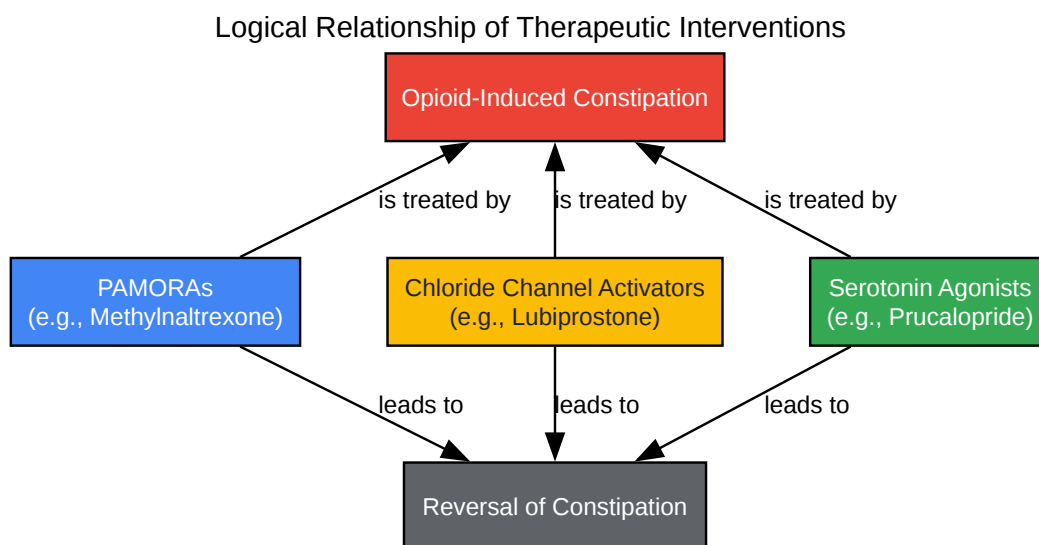 Logical Relationship of Therapeutic Interventions
Opioid-Induced Constipation
is treated by
is treated by
is treated by
PAMORAs
(e.g., Methylnaltrexone)
Chloride Channel Activators
(e.g., Lubiprostone)
Serotonin Agonists
(e.g., Prucalopride)
leads to
leads to
leads to
Reversal of Constipation